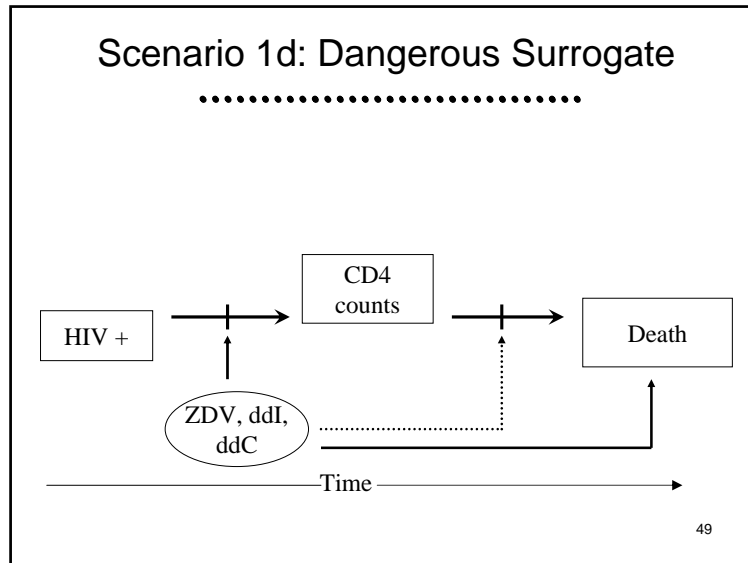 Scenario 1d: Dangerous Surrogate
CD4
counts
HIV +
Death
ZDV, ddI,
ddC
Time
49